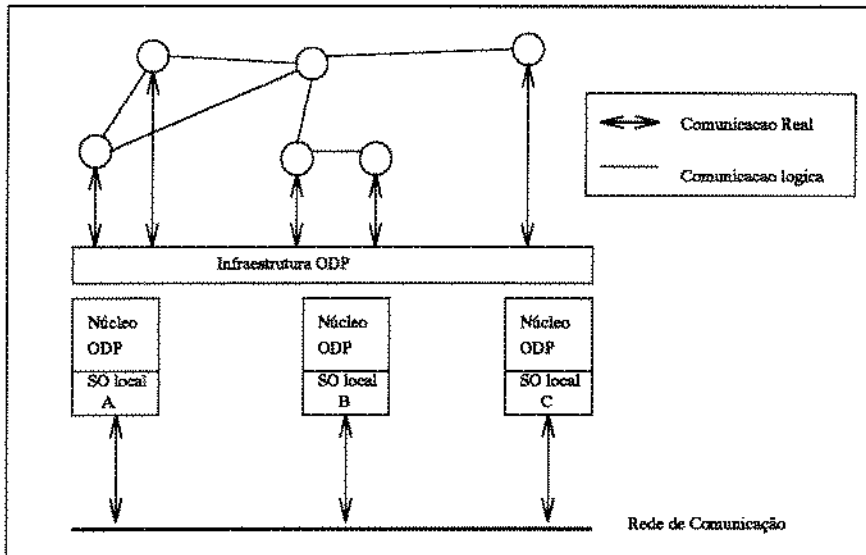 Comunicacao Real
Comunicacao logica
Infraestrutura ODP
Núcleo
ODP
SO local
A
Núcleo
ODP
SO local
B
Núcleo
ODP
SO local
C
Rede de Comunicação